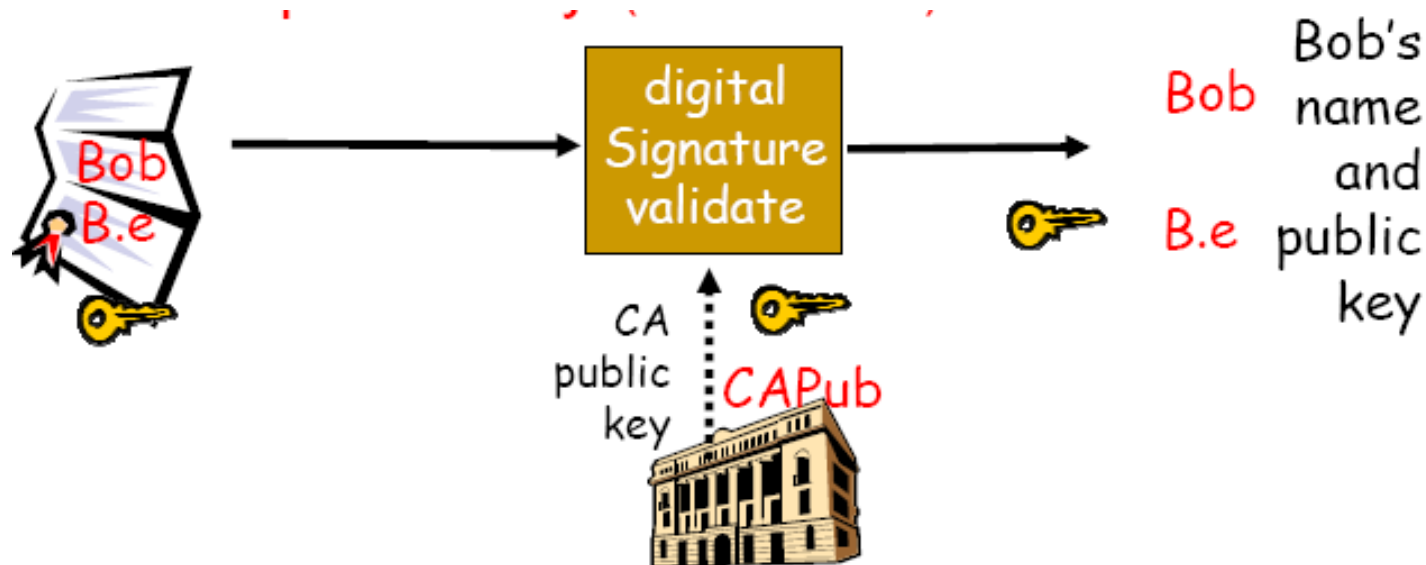 Bob
B.e
digital
Signature
validate
CA
public
key
CAPub
Bob
B.e
Bob's
name
and
public
key